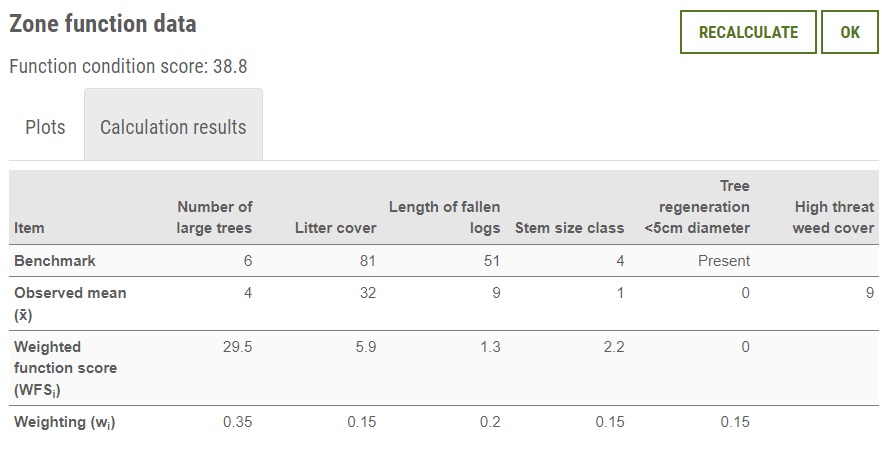 Zone function data
RECALCULATE
OK
Function condition score: 38.8
Plots
Calculation results
Item
Number of large trees
Litter cover
Length of fallen logs
Stem size class
Tree regeneration <5cm diameter
High threat weed cover
Benchmark 6 81 51 4 Present
Observed mean (x̄) 4 32 9 1 0 9
Weighted function score (WFSᵢ) 29.5 5.9 1.3 2.2 0
Weighting (wᵢ) 0.35 0.15 0.2 0.15 0.15